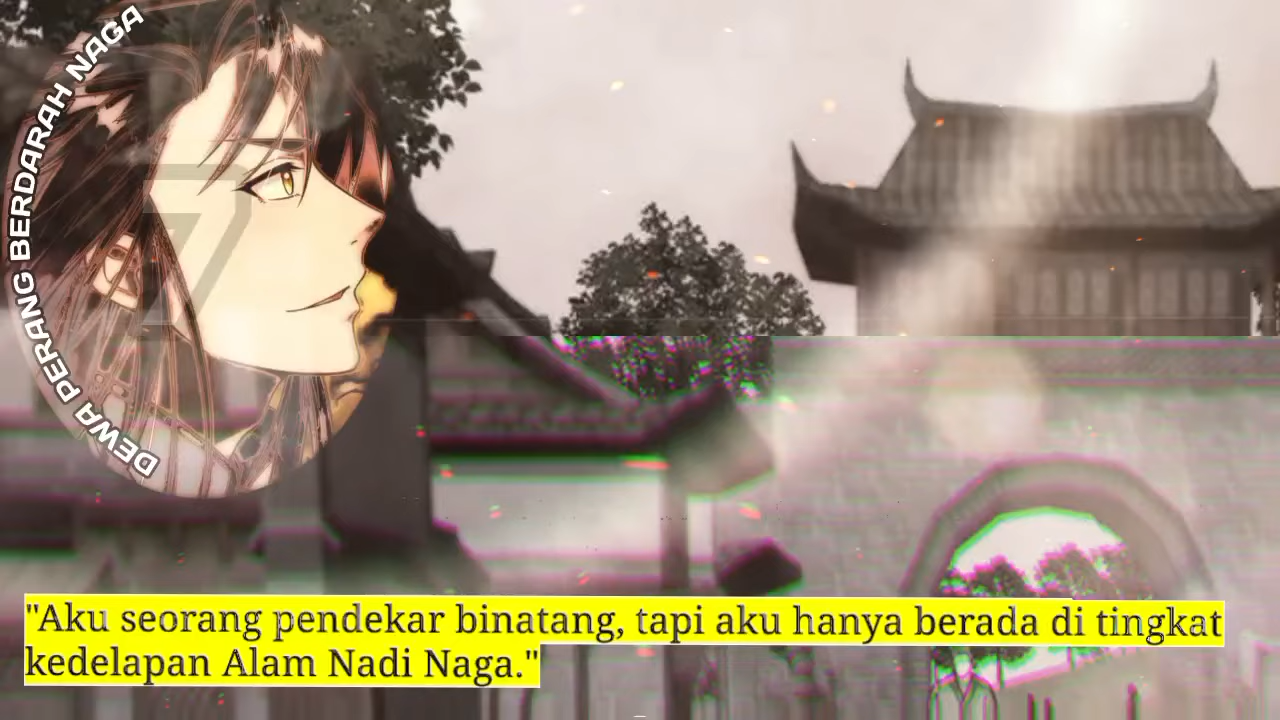 DEWA PERANG BERDARAH NAGA
"Aku seorang pendekar binatang, tapi aku hanya berada di tingkat
kedelapan Alam Nadi Naga."